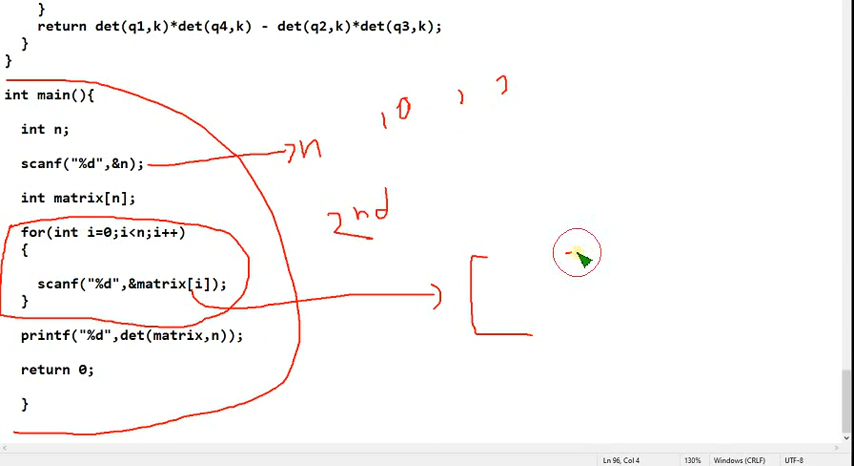 }
return det(q1,k)*det(q4,k) - det(q2,k)*det(q3,k);
}
}
int main(){
int n;
, 0 , ,
scanf("%d",&n);
n
int matrix[n];
2nd
for(int i=0;i<n;i++)
{
scanf("%d",&matrix[i]);
}
printf("%d",det(matrix,n));
return 0;
}
Ln 96, Col 4 130% Windows (CRLF) UTF-8